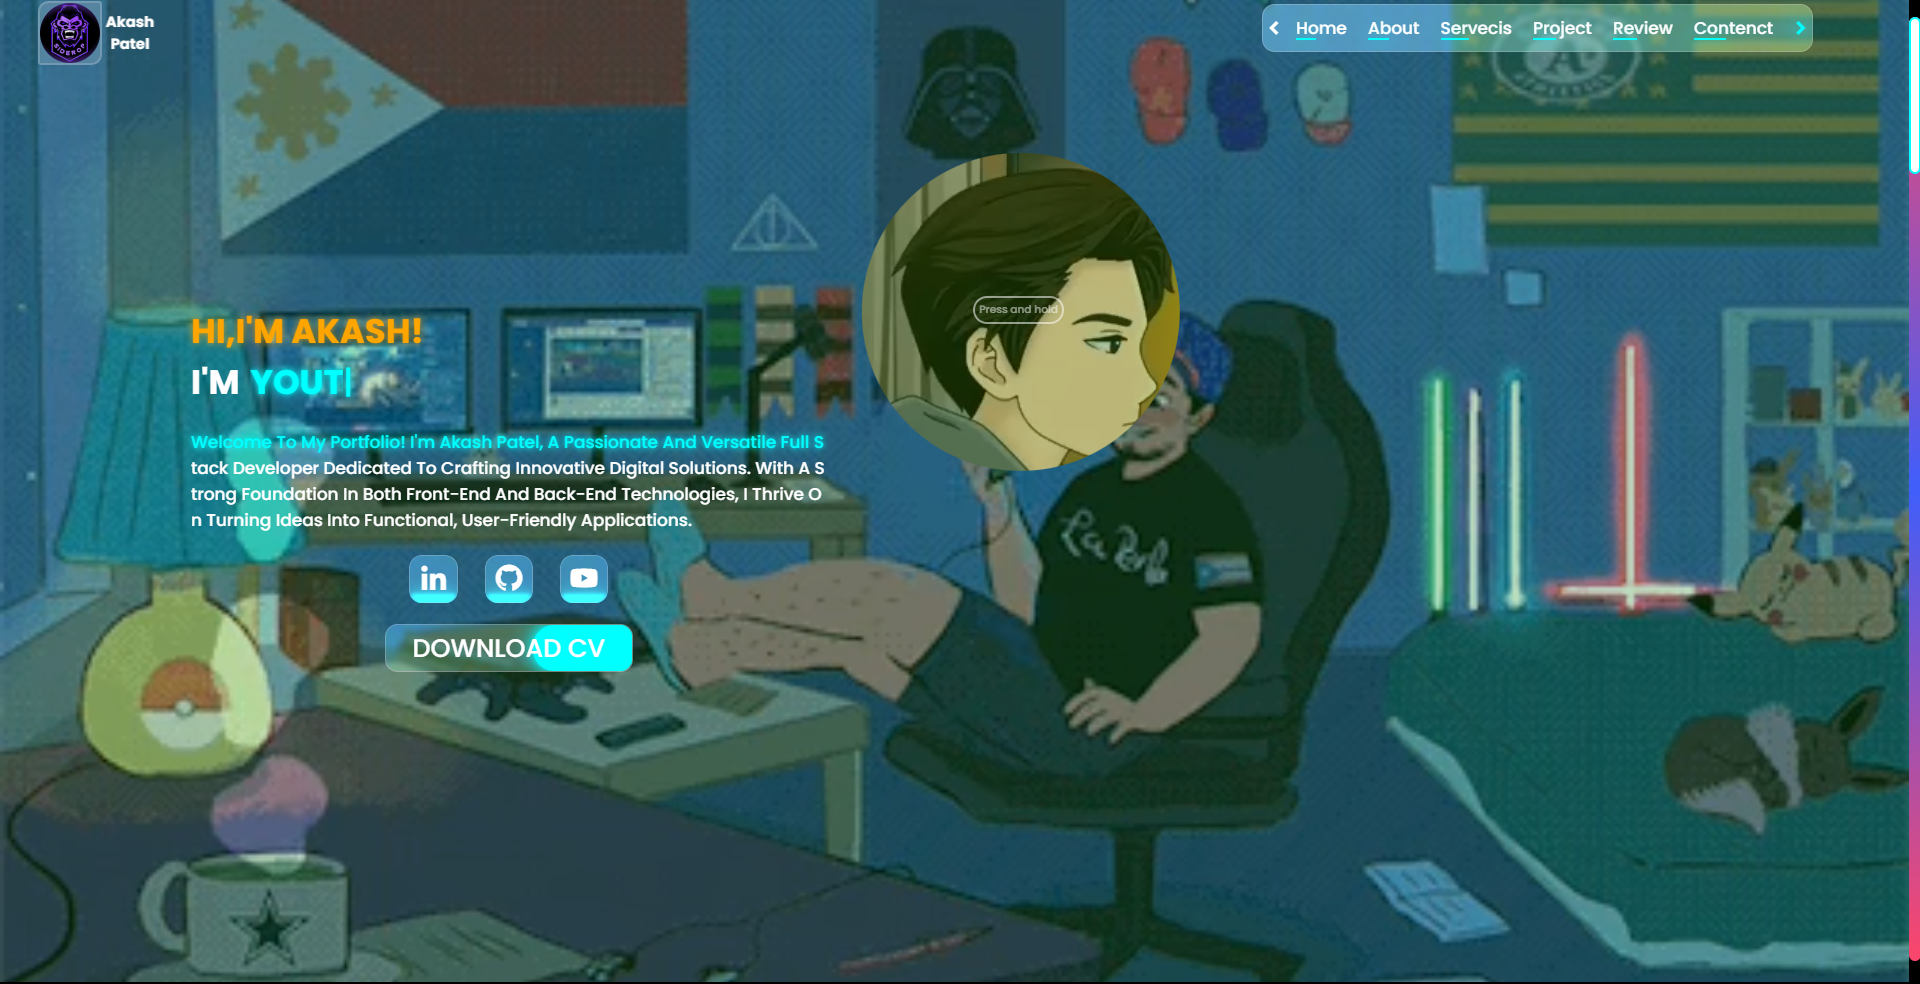 Akash
Patel
Home About Servecis Project Review Contenct
Press and hold
HI,I'M AKASH!
I'M YOUT|
Welcome To My Portfolio! I'm Akash Patel, A Passionate And Versatile Full S
tack Developer Dedicated To Crafting Innovative Digital Solutions. With A S
trong Foundation In Both Front-End And Back-End Technologies, I Thrive O
n Turning Ideas Into Functional, User-Friendly Applications.
in
DOWNLOAD CV